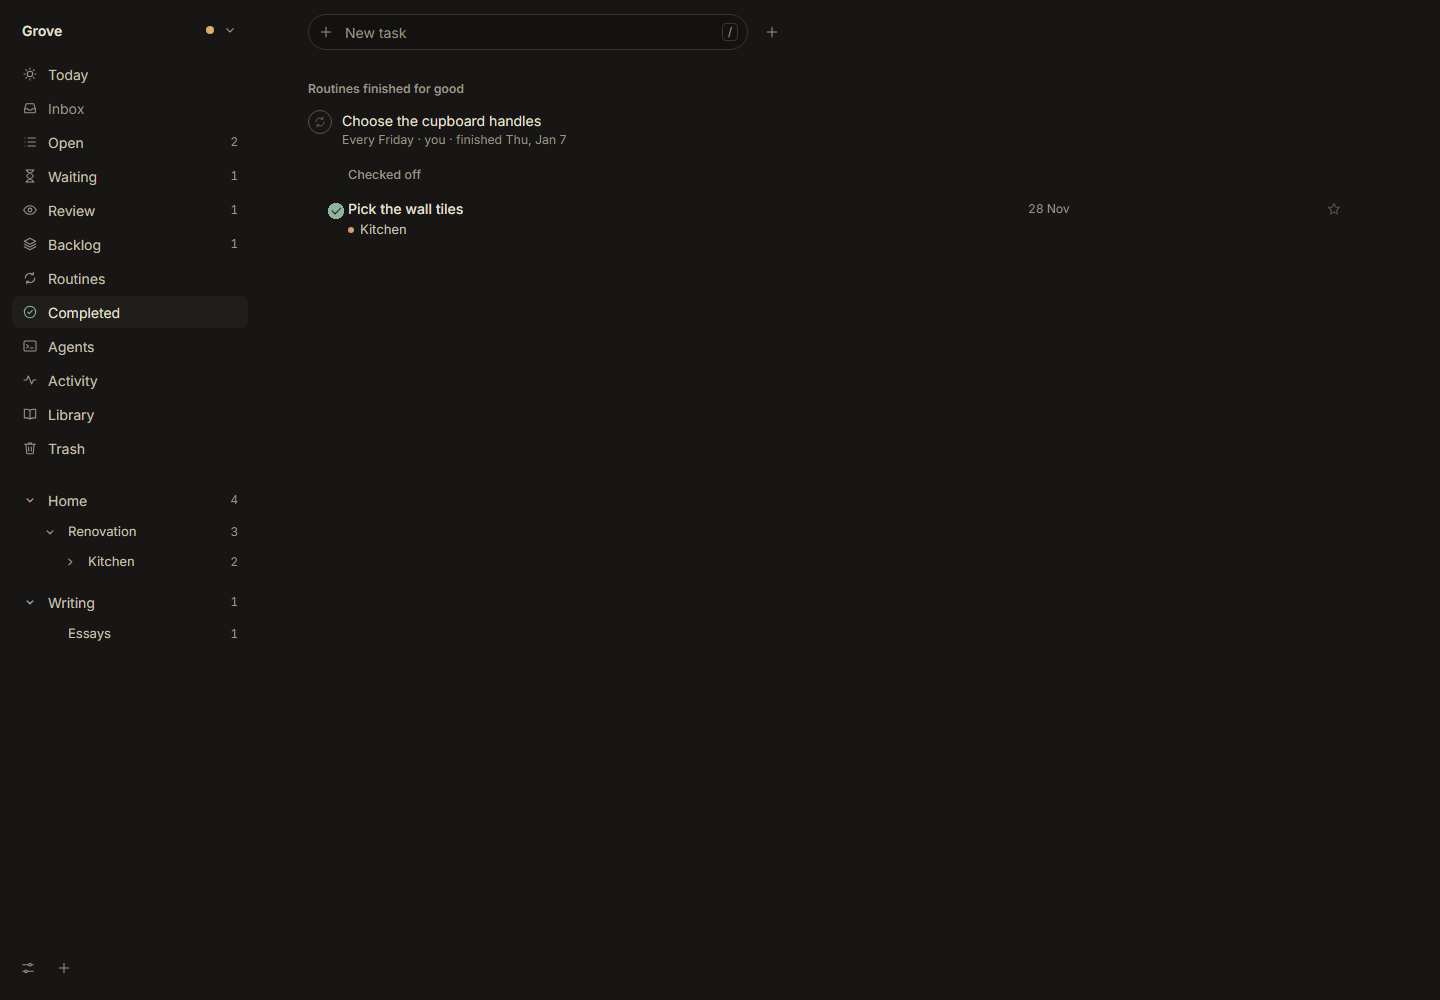 Grove
Today
Inbox
Open 2
Waiting 1
Review 1
Backlog 1
Routines
Completed
Agents
Activity
Library
Trash
Home 4
Renovation 3
Kitchen 2
Writing 1
Essays 1
New task /
Routines finished for good
Choose the cupboard handles
Every Friday · you · finished Thu, Jan 7
Checked off
Pick the wall tiles 28 Nov
Kitchen